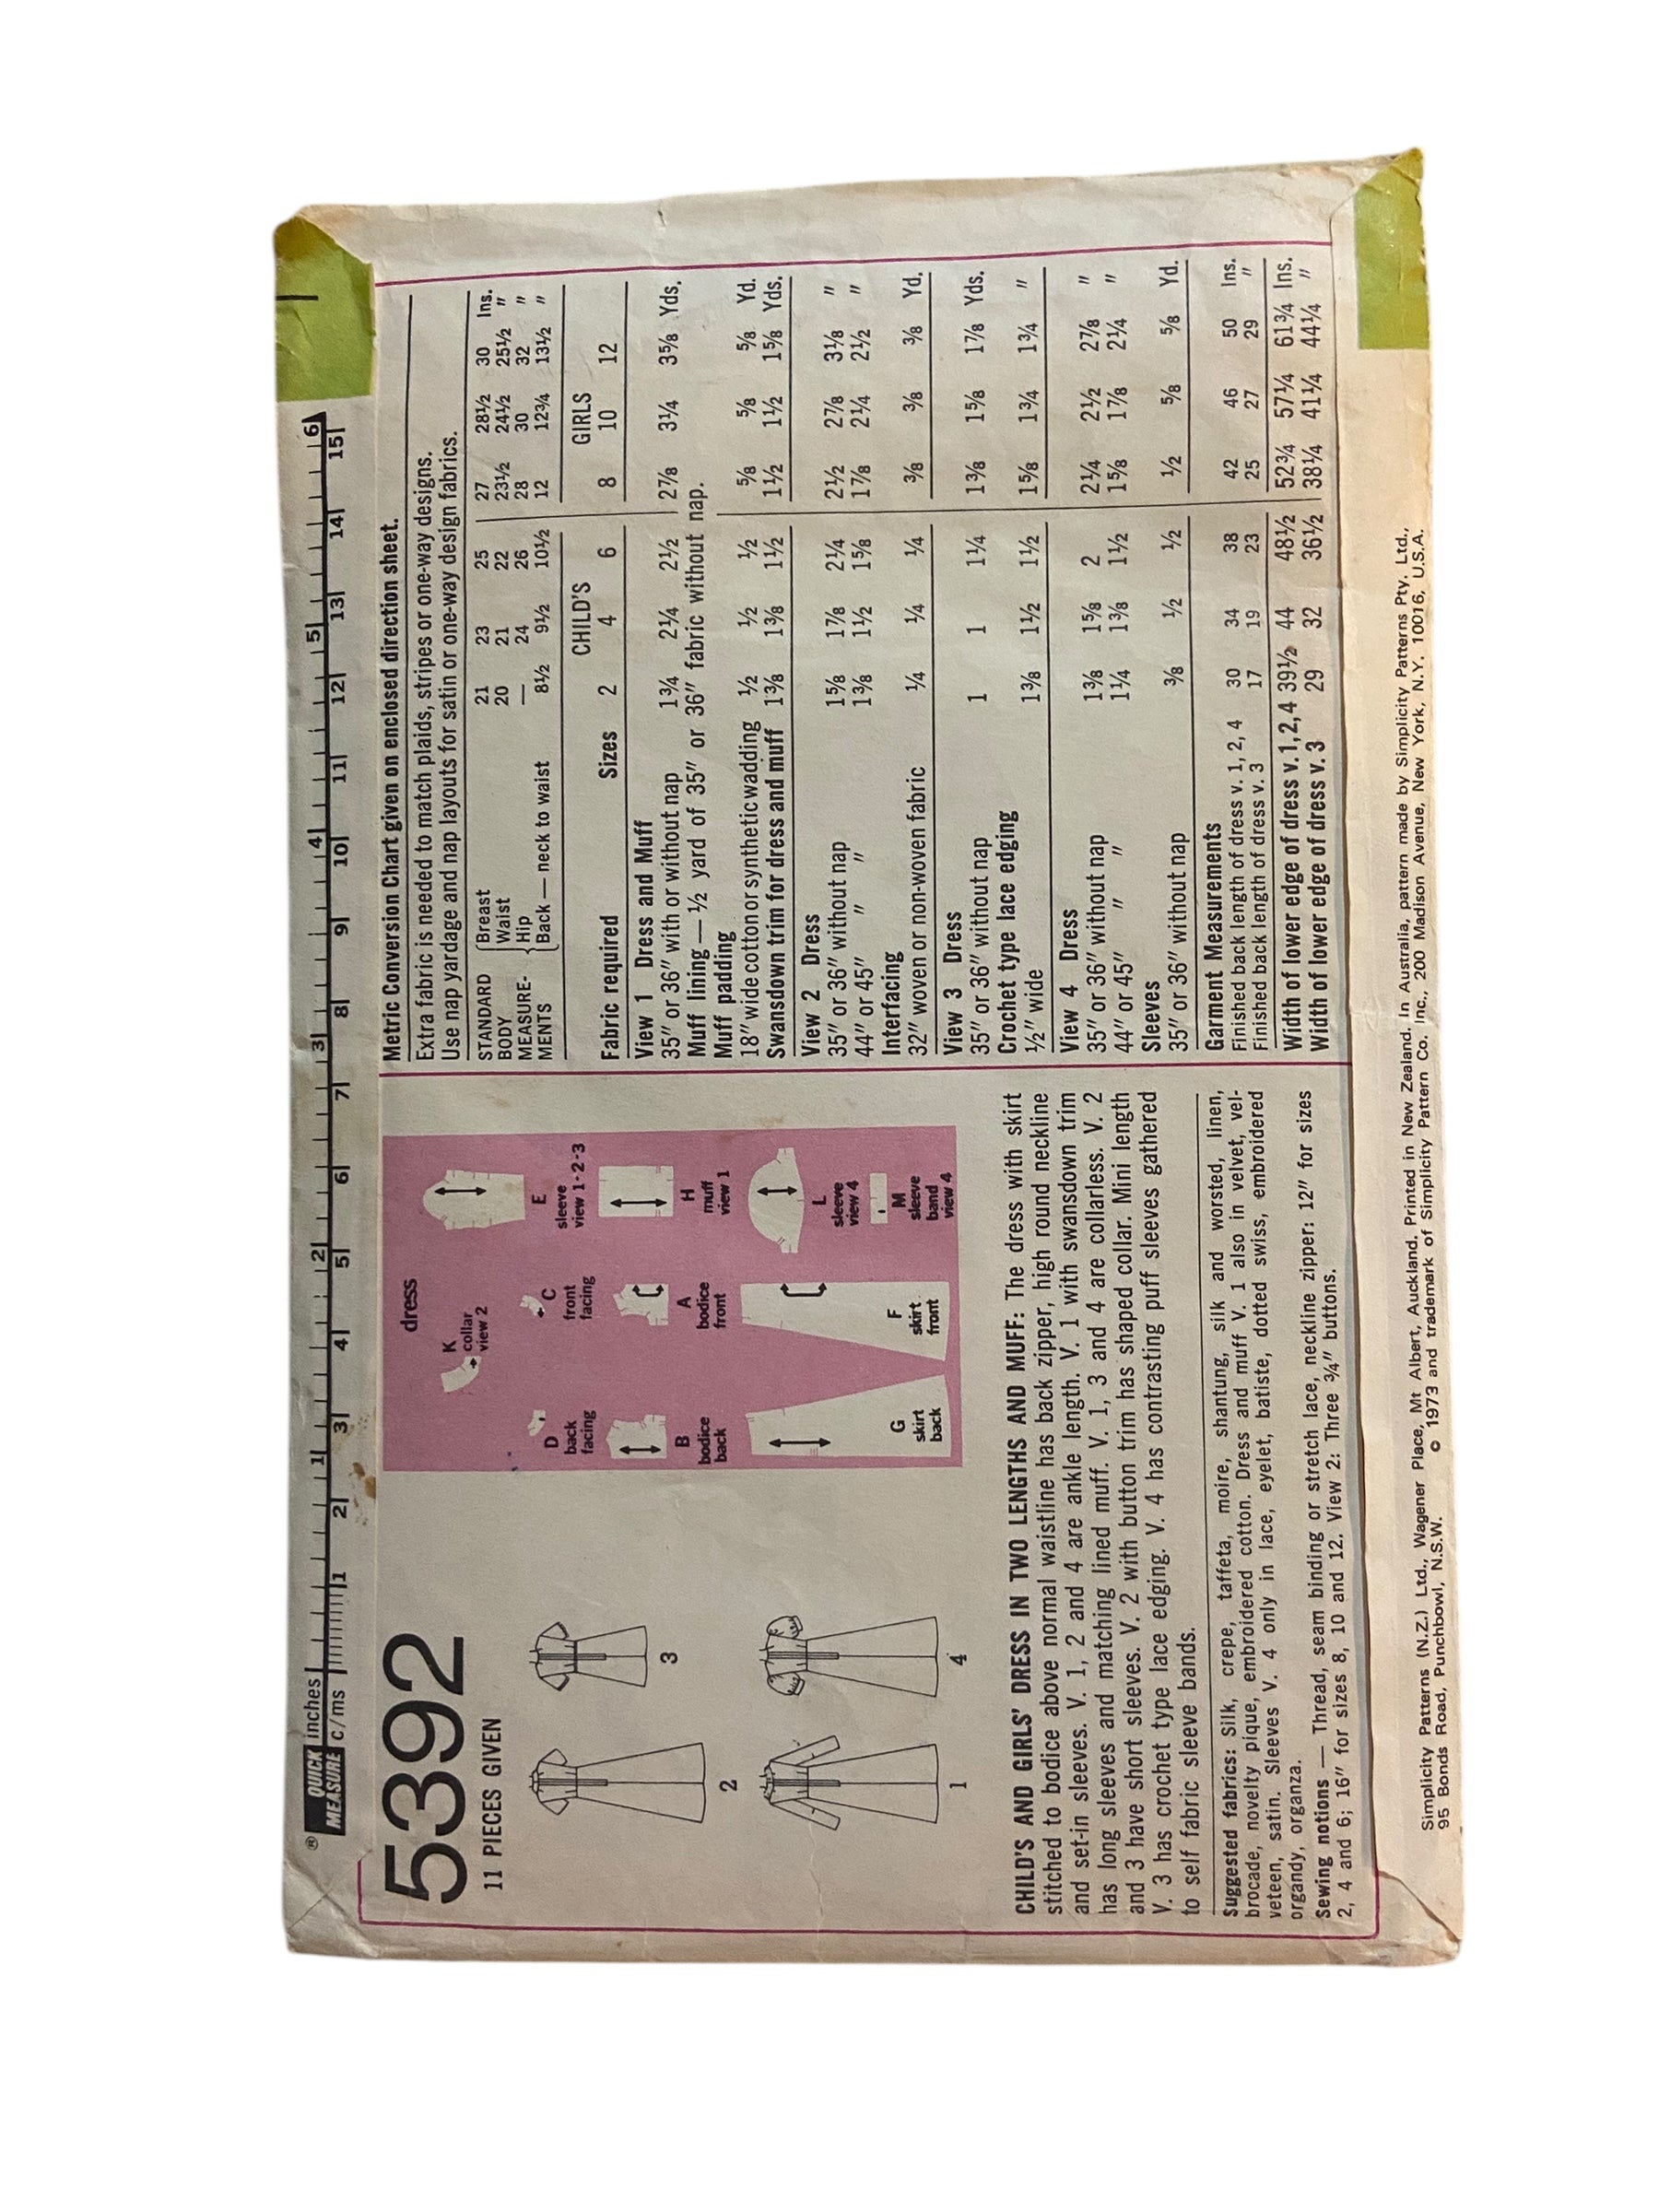 ® QUICK MEASURE inches 1 2 3 4 5 6
c/ms 1 2 3 4 5 6 7 8 9 10 11 12 13 14 15
5392
11 PIECES GIVEN
2
3
1
4
dress
K
collar
view 2
D
back
facing
C
front
facing
E
sleeve
view 1-2-3
B
bodice
back
A
bodice
front
H
muff
view 1
G
skirt
back
F
skirt
front
L
sleeve
view 4
M
sleeve
band
view 4
CHILD'S AND GIRLS' DRESS IN TWO LENGTHS AND MUFF: The dress with skirt
stitched to bodice above normal waistline has back zipper, high round neckline
and set-in sleeves. V. 1, 2 and 4 are ankle length. V. 1 with swansdown trim
has long sleeves and matching lined muff. V. 1, 3 and 4 are collarless. V. 2
and 3 have short sleeves. V. 2 with button trim has shaped collar. Mini length
V. 3 has crochet type lace edging. V. 4 has contrasting puff sleeves gathered
to self fabric sleeve bands.
Suggested fabrics: Silk, crepe, taffeta, moire, shantung, silk and worsted, linen,
brocade, novelty pique, embroidered cotton. Dress and muff V. 1 also in velvet, vel-
veteen, satin. Sleeves V. 4 only in lace, eyelet, batiste, dotted swiss, embroidered
organdy, organza.
Sewing notions — Thread, seam binding or stretch lace, neckline zipper: 12" for sizes
2, 4 and 6; 16" for sizes 8, 10 and 12. View 2: Three ¾" buttons.
Metric Conversion Chart given on enclosed direction sheet.
Extra fabric is needed to match plaids, stripes or one-way designs.
Use nap yardage and nap layouts for satin or one-way design fabrics.
STANDARD Breast 21 23 25 27 28½ 30 Ins.
BODY Waist 20 21 22 23½ 24½ 25½ "
MEASURE- Hip — 24 26 28 30 32 "
MENTS Back — neck to waist 8½ 9½ 10½ 12 12¾ 13½ "
CHILD'S GIRLS
Fabric required Sizes 2 4 6 8 10 12
View 1 Dress and Muff
35" or 36" with or without nap 1¾ 2¼ 2½ 2⅞ 3¼ 3⅝ Yds.
Muff lining — ½ yard of 35" or 36" fabric without nap.
Muff padding
18" wide cotton or synthetic wadding ½ ½ ½ ⅝ ⅝ ⅝ Yd.
Swansdown trim for dress and muff 1⅜ 1⅜ 1½ 1½ 1½ 1⅝ Yds.
View 2 Dress
35" or 36" without nap 1⅝ 1⅞ 2¼ 2½ 2⅞ 3⅛ "
44" or 45" " " 1⅜ 1½ 1⅝ 1⅞ 2¼ 2½ "
Interfacing
32" woven or non-woven fabric ¼ ¼ ¼ ⅜ ⅜ ⅜ Yd.
View 3 Dress
35" or 36" without nap 1 1 1¼ 1⅜ 1⅝ 1⅞ Yds.
Crochet type lace edging
½" wide 1⅜ 1½ 1½ 1⅝ 1¾ 1¾ "
View 4 Dress
35" or 36" without nap 1⅜ 1⅝ 2 2¼ 2½ 2⅞ "
44" or 45" " " 1¼ 1⅜ 1½ 1⅝ 1⅞ 2¼ "
Sleeves
35" or 36" without nap ⅜ ½ ½ ½ ⅝ ⅝ Yd.
Garment Measurements
Finished back length of dress v. 1, 2, 4 30 34 38 42 46 50 Ins.
Finished back length of dress v. 3 17 19 23 25 27 29 "
Width of lower edge of dress v. 1, 2, 4 39½ 44 48½ 52¾ 57¼ 61¾ Ins.
Width of lower edge of dress v. 3 29 32 36½ 38¼ 41¼ 44¼ "
Simplicity Patterns (N.Z.) Ltd., Wagener Place, Mt Albert, Auckland. Printed in New Zealand. In Australia, pattern made by Simplicity Patterns Pty. Ltd.,
95 Bonds Road, Punchbowl, N.S.W. © 1973 and trademark of Simplicity Pattern Co. Inc., 200 Madison Avenue, New York, N.Y. 10016, U.S.A.